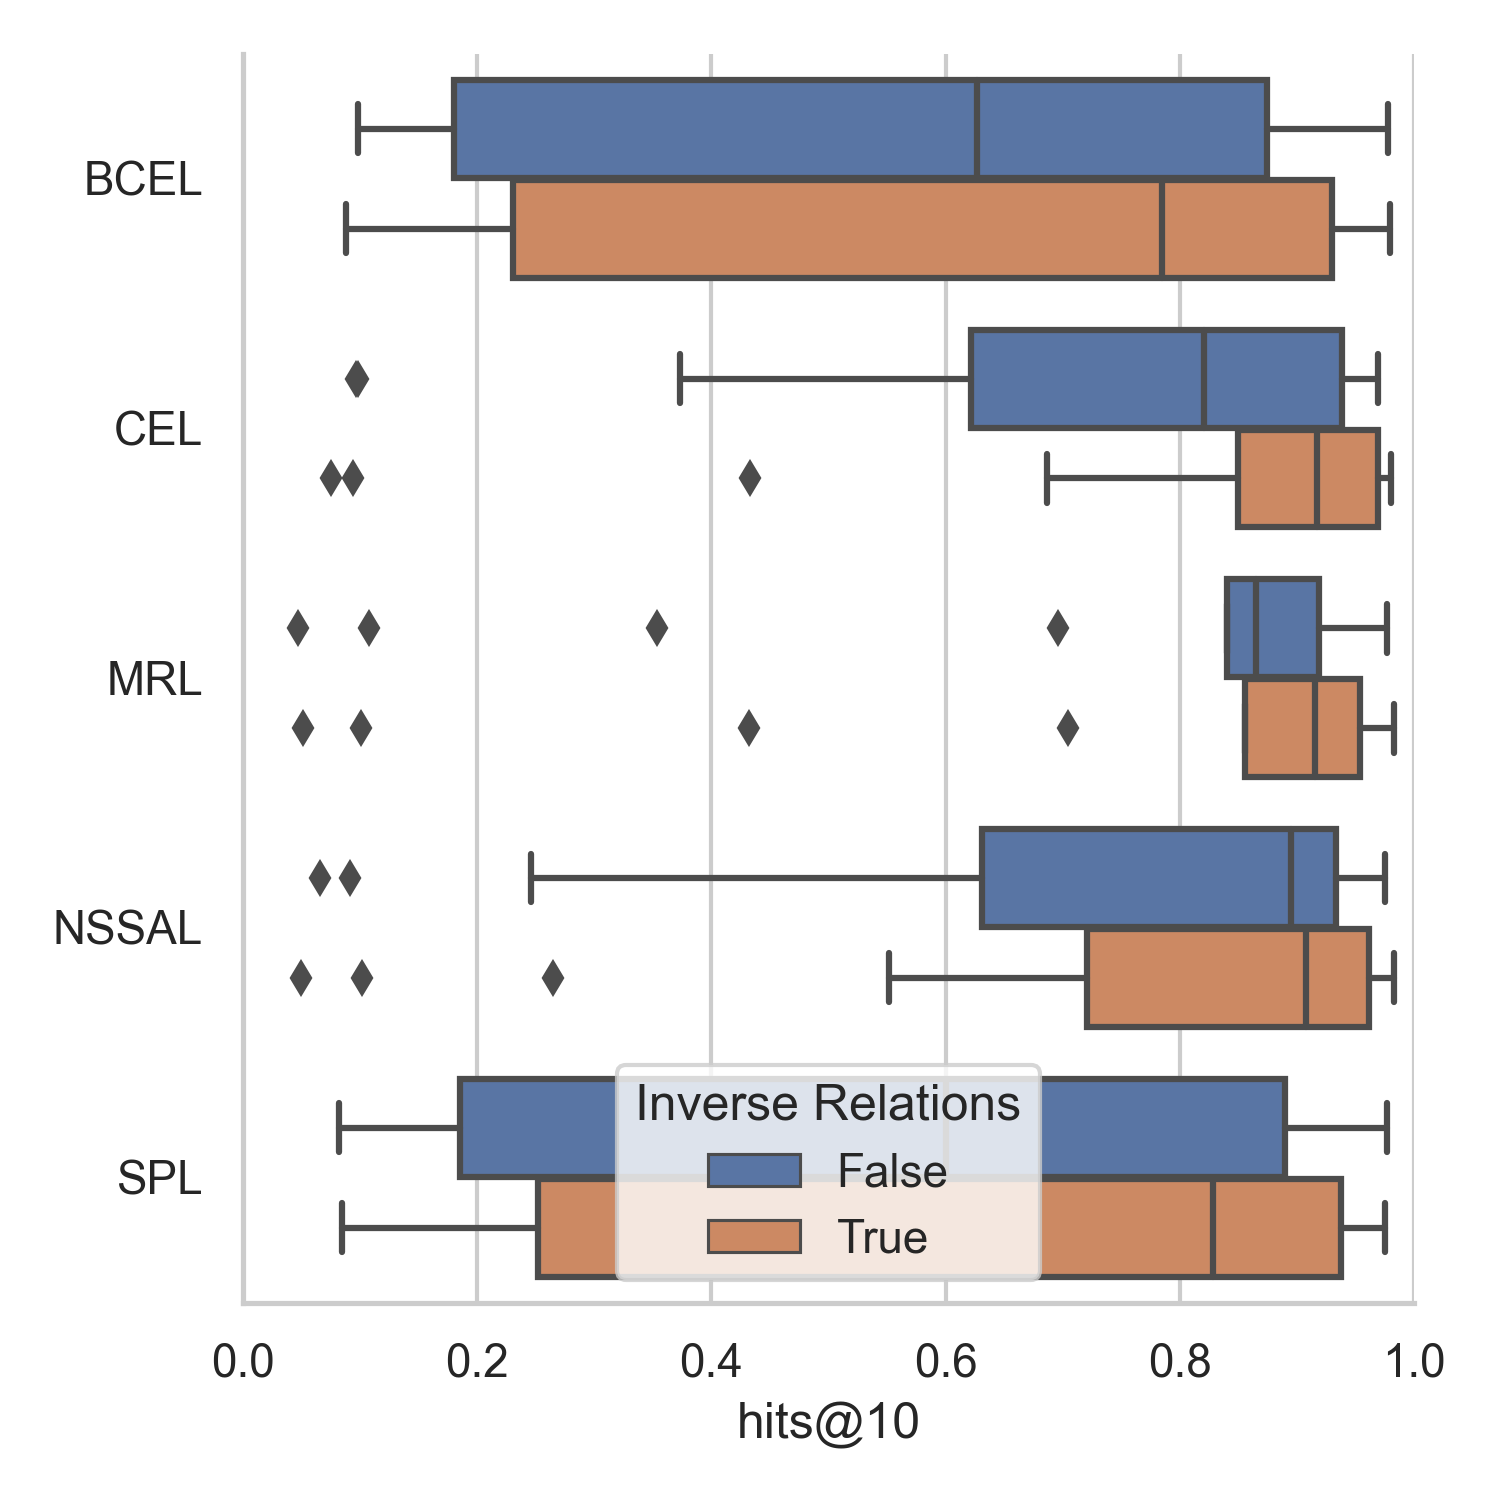 BCEL
CEL
MRL
NSSAL
SPL
Inverse Relations
False
True
0.0 0.2 0.4 0.6 0.8 1.0
hits@10